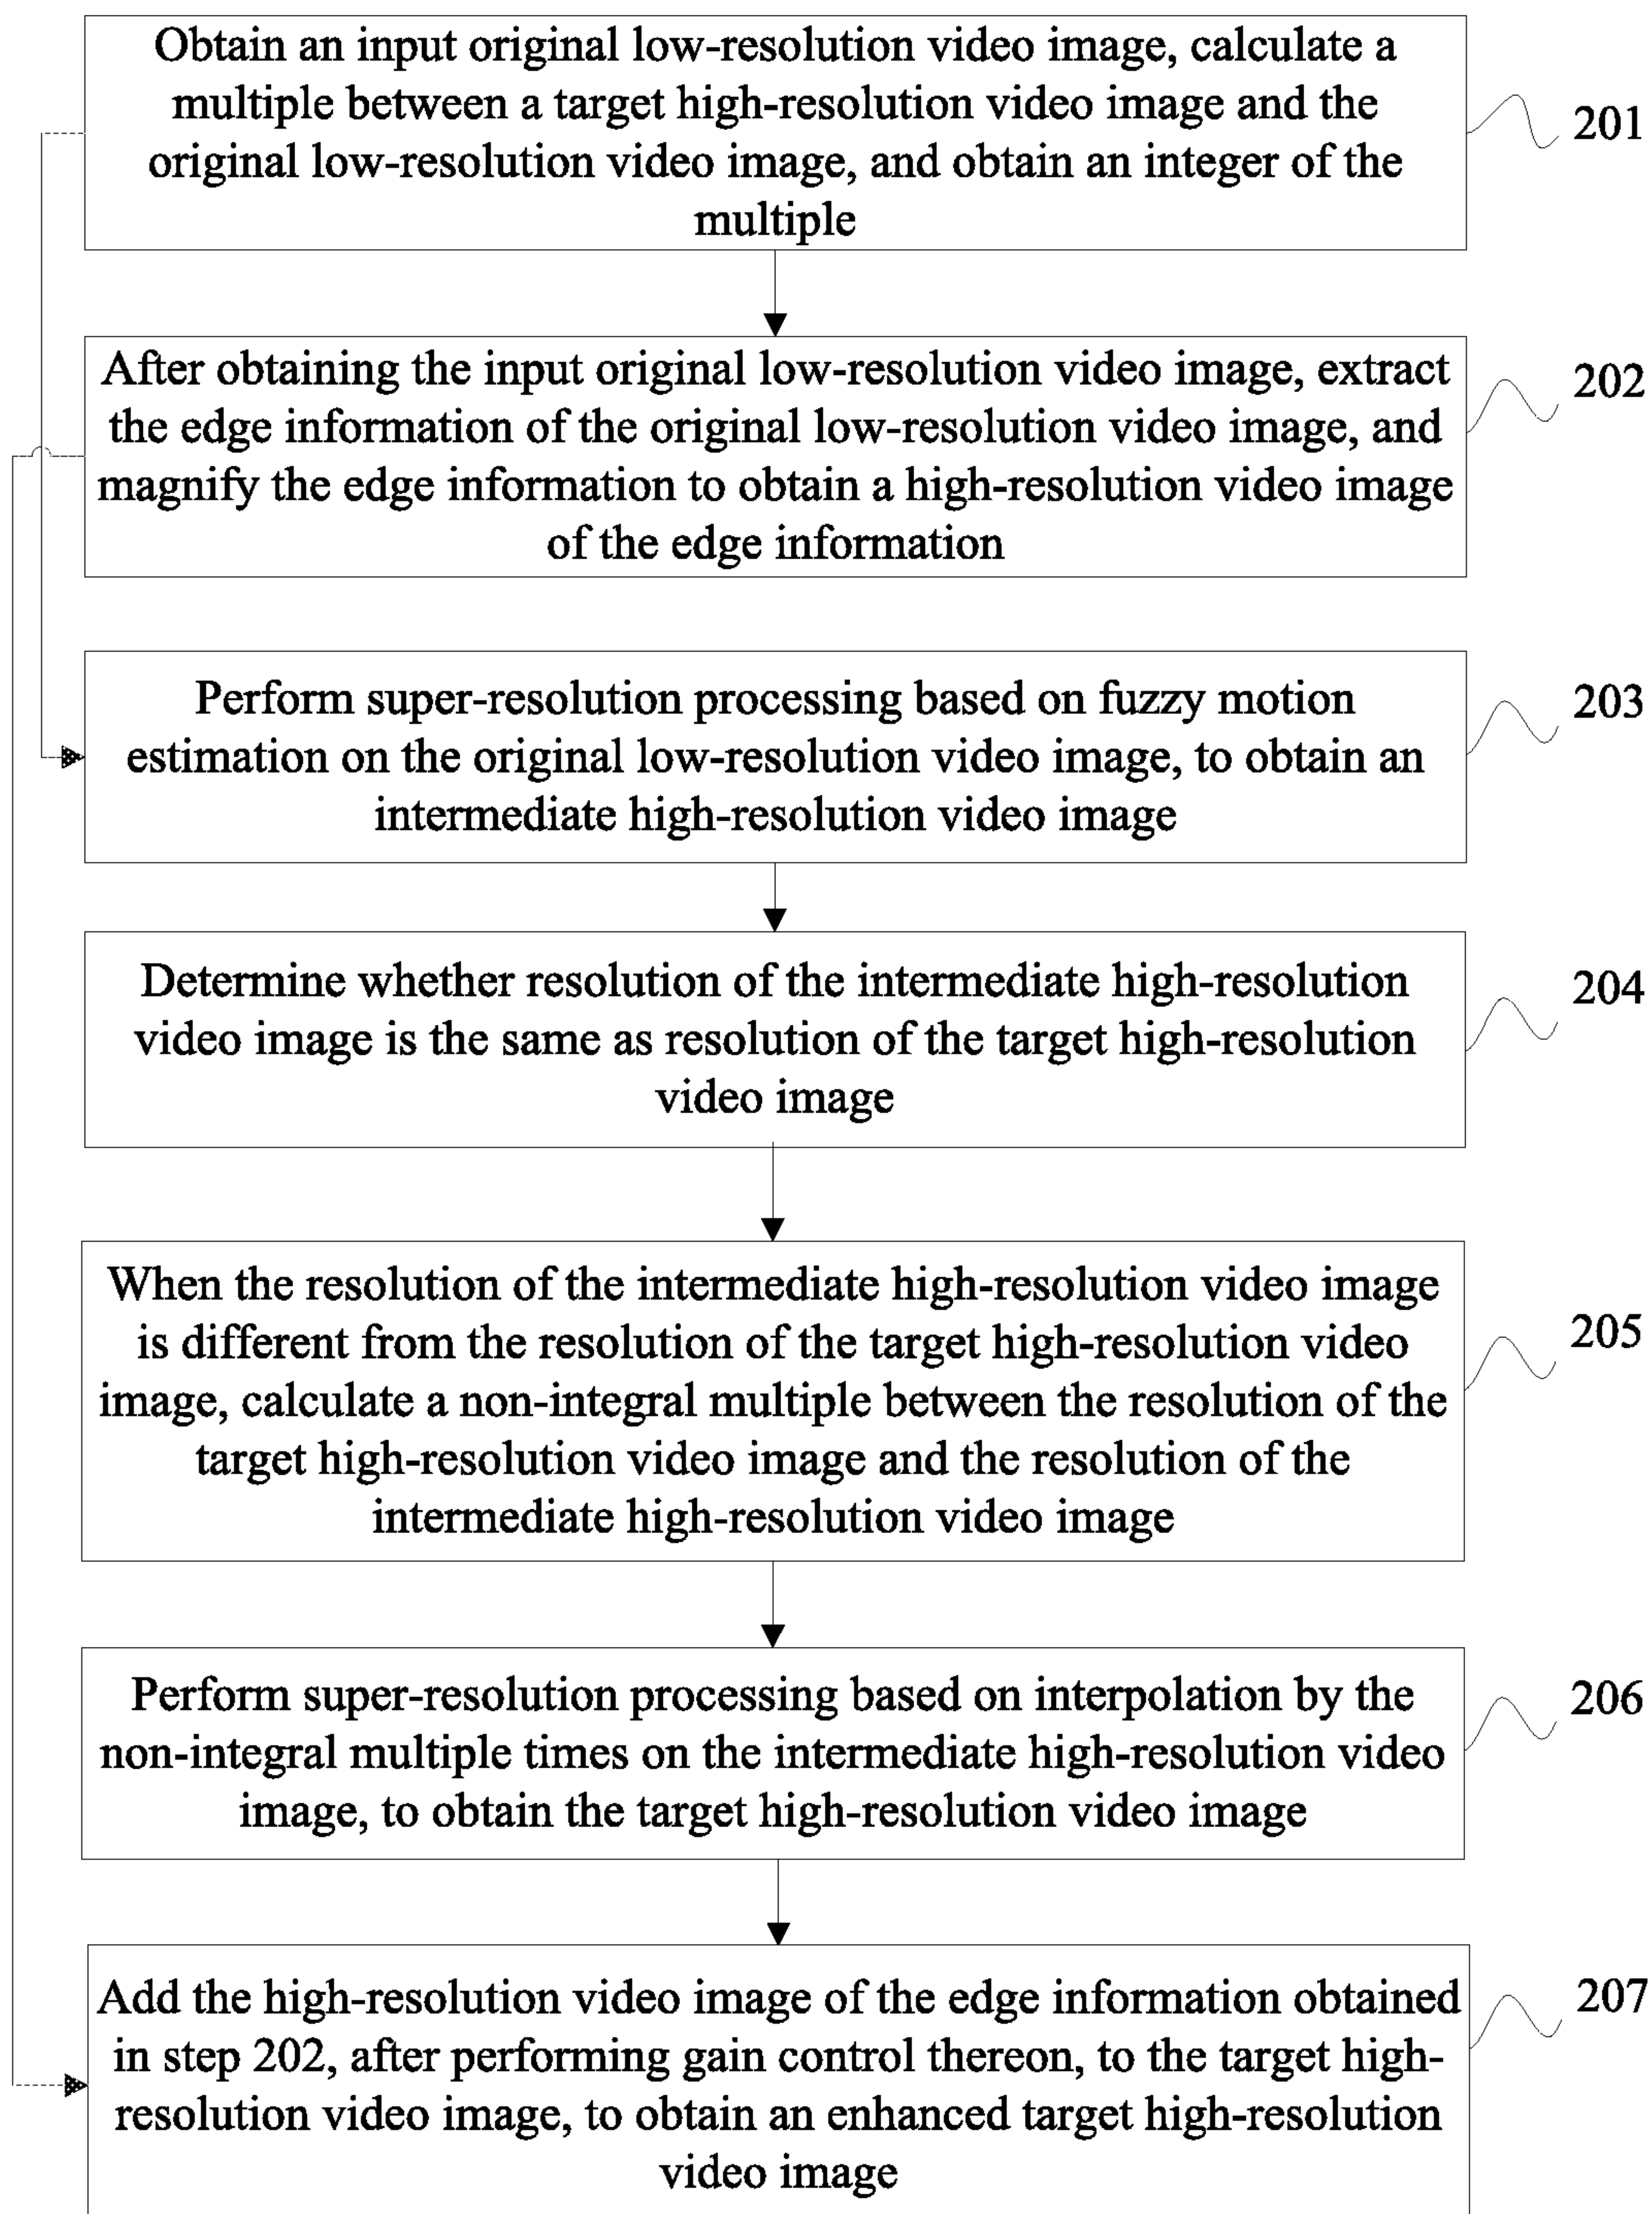 Obtain an input original low-resolution video image, calculate a
multiple between a target high-resolution video image and the
original low-resolution video image, and obtain an integer of the
multiple
201
After obtaining the input original low-resolution video image, extract
the edge information of the original low-resolution video image, and
magnify the edge information to obtain a high-resolution video image
of the edge information
202
Perform super-resolution processing based on fuzzy motion
estimation on the original low-resolution video image, to obtain an
intermediate high-resolution video image
203
Determine whether resolution of the intermediate high-resolution
video image is the same as resolution of the target high-resolution
video image
204
When the resolution of the intermediate high-resolution video image
is different from the resolution of the target high-resolution video
image, calculate a non-integral multiple between the resolution of the
target high-resolution video image and the resolution of the
intermediate high-resolution video image
205
Perform super-resolution processing based on interpolation by the
non-integral multiple times on the intermediate high-resolution video
image, to obtain the target high-resolution video image
206
Add the high-resolution video image of the edge information obtained
in step 202, after performing gain control thereon, to the target high-
resolution video image, to obtain an enhanced target high-resolution
video image
207